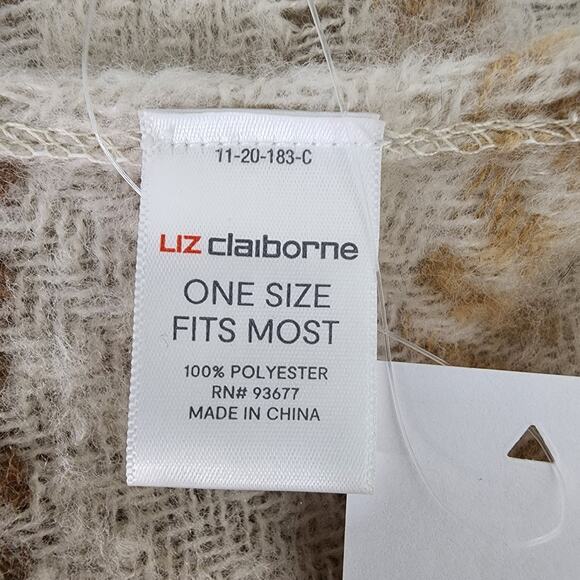 11-20-183-C
LIZ claiborne
ONE SIZE
FITS MOST
100% POLYESTER
RN# 93677
MADE IN CHINA